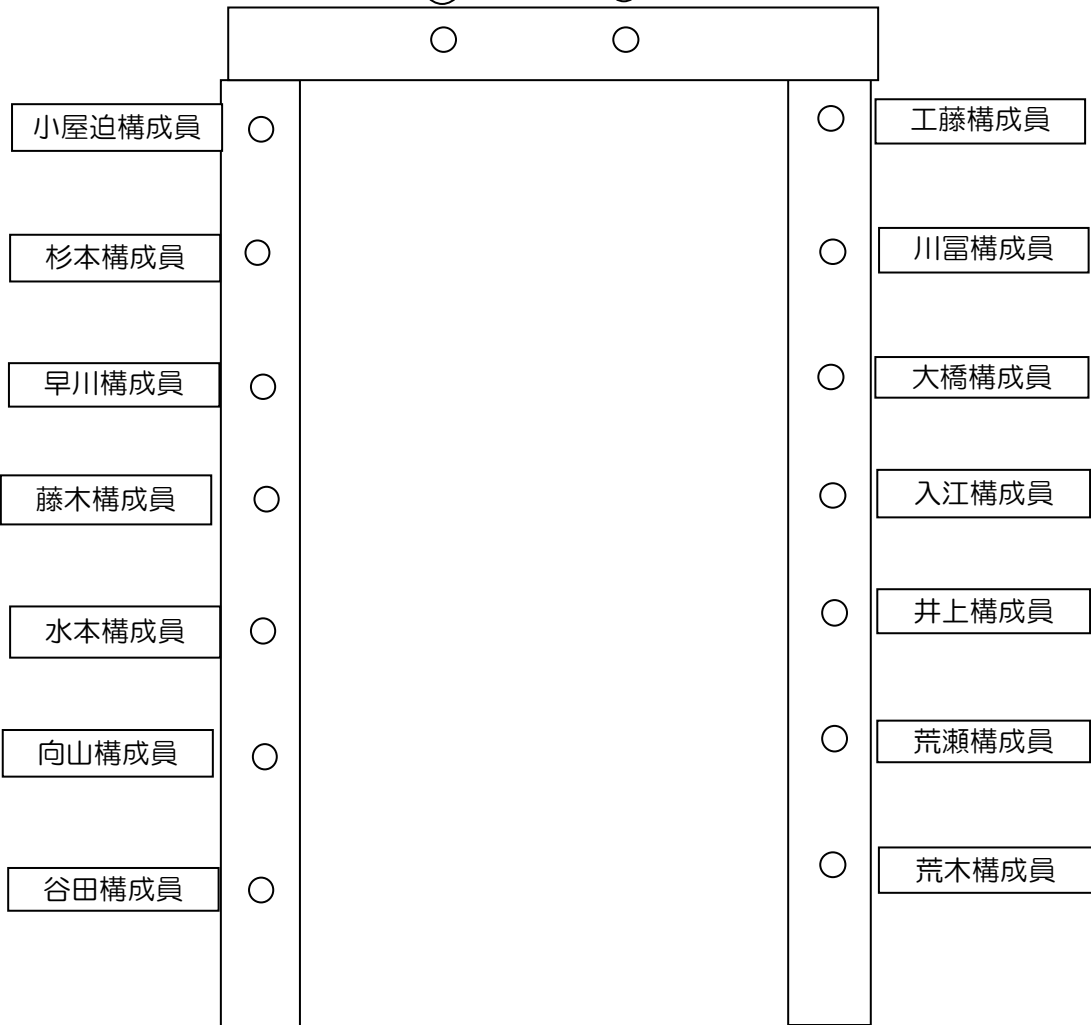 小屋迫構成員
杉本構成員
早川構成員
藤木構成員
水本構成員
向山構成員
谷田構成員
工藤構成員
川冨構成員
大橋構成員
入江構成員
井上構成員
荒瀬構成員
荒木構成員